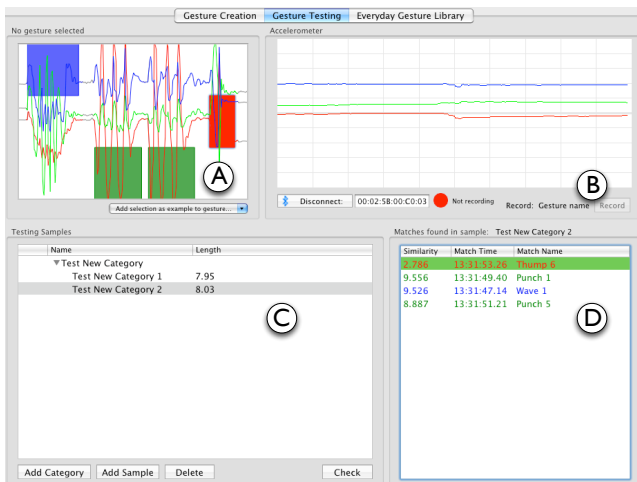 Gesture Creation Gesture Testing Everyday Gesture Library
No gesture selected
Accelerometer
A
Add selection as example to gesture...
B
Disconnect: 00:02:5B:00:C0:03 Not recording Record: Gesture name Record
Testing Samples
Name Length
Test New Category
Test New Category 1 7.95
Test New Category 2 8.03
C
Add Category Add Sample Delete Check
Matches found in sample: Test New Category 2
Similarity Match Time Match Name
2.786 13:31:53.26 Thump 6
9.556 13:31:49.40 Punch 1
9.526 13:31:47.14 Wave 1
8.887 13:31:51.21 Punch 5
D